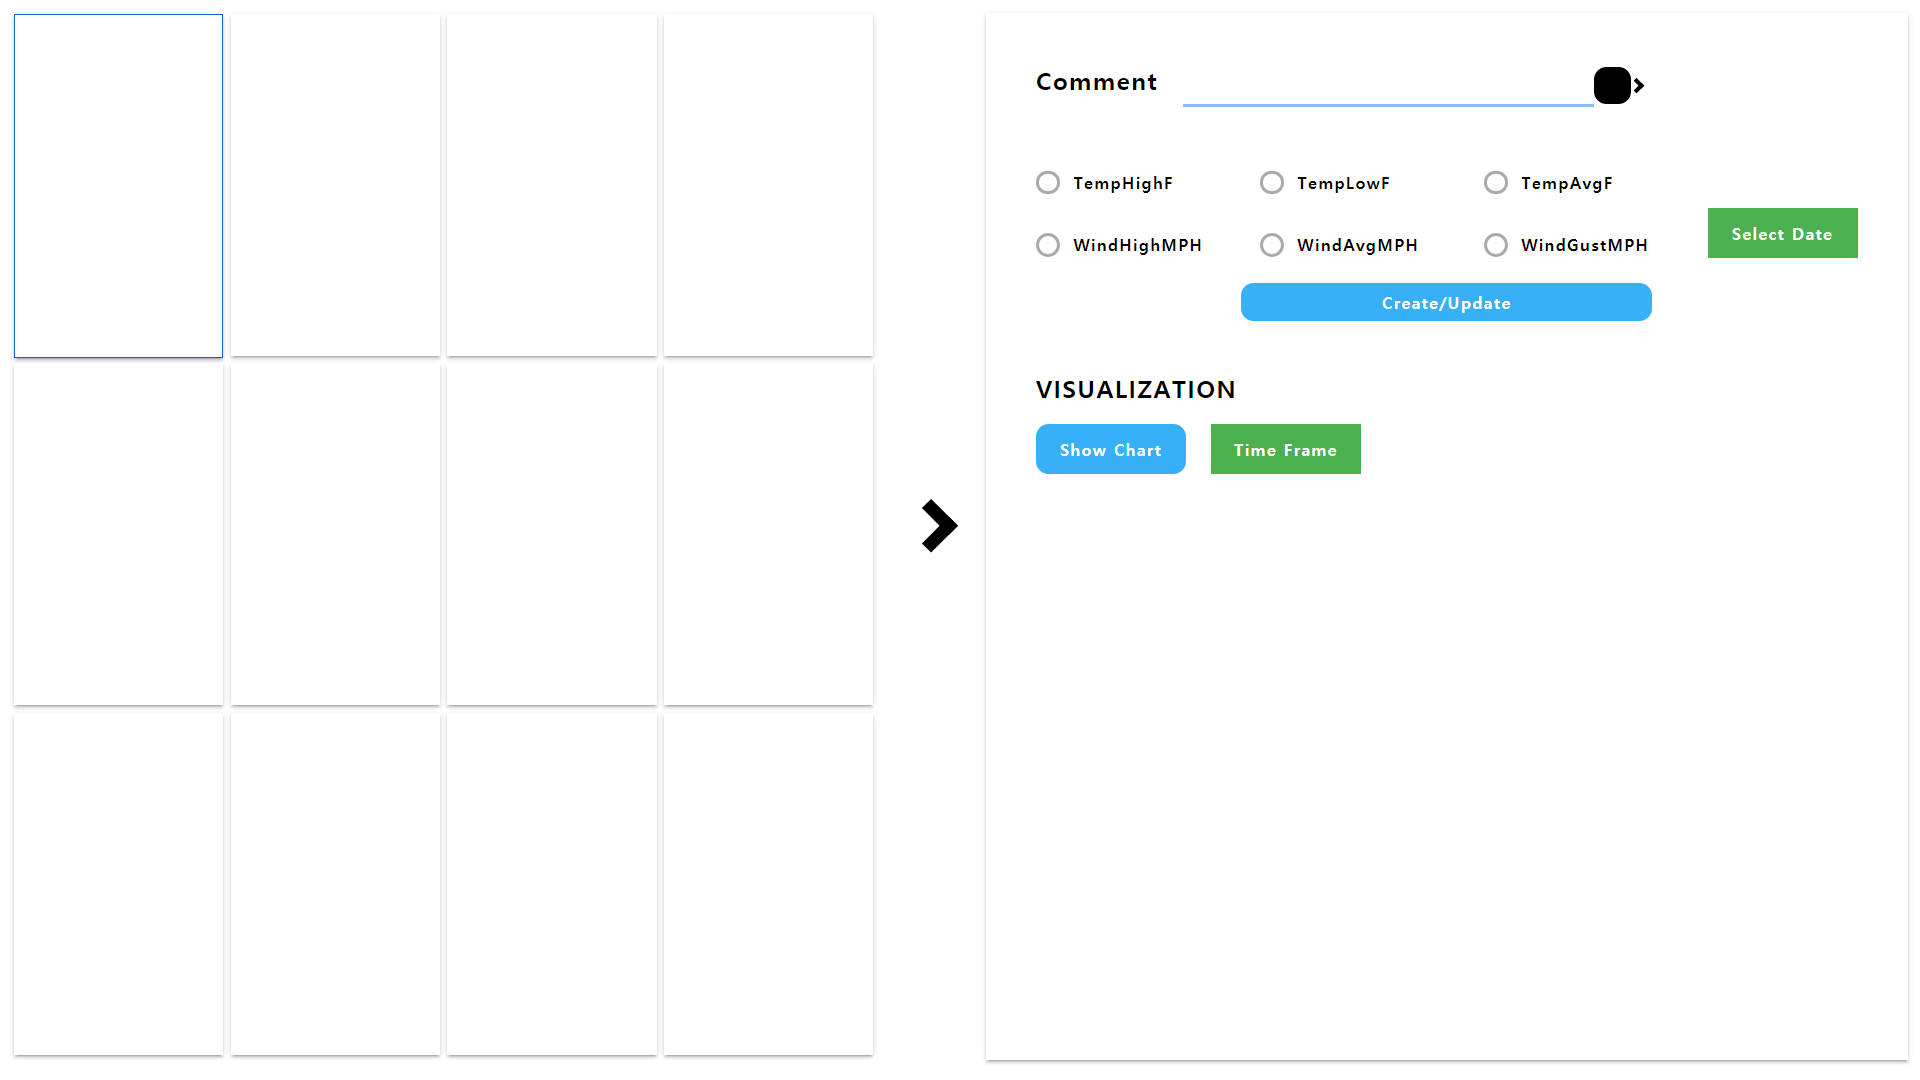 Comment
TempHighF TempLowF TempAvgF
WindHighMPH WindAvgMPH WindGustMPH
Select Date
Create/Update
VISUALIZATION
Show Chart Time Frame